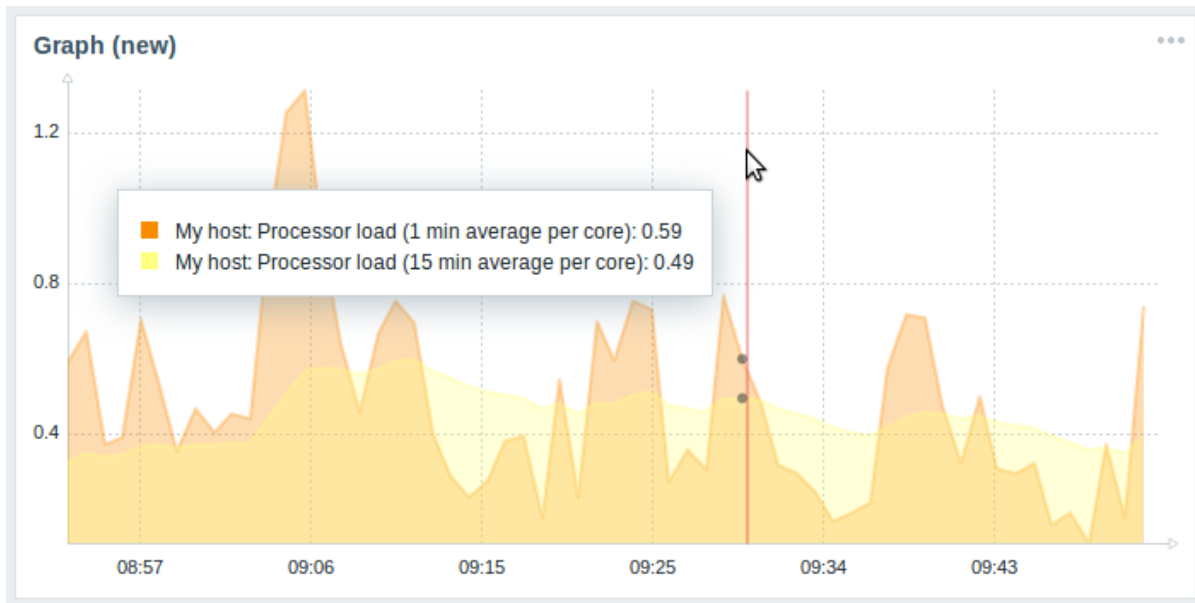 Graph (new)
1.2
My host: Processor load (1 min average per core): 0.59
My host: Processor load (15 min average per core): 0.49
0.8
0.4
08:57 09:06 09:15 09:25 09:34 09:43